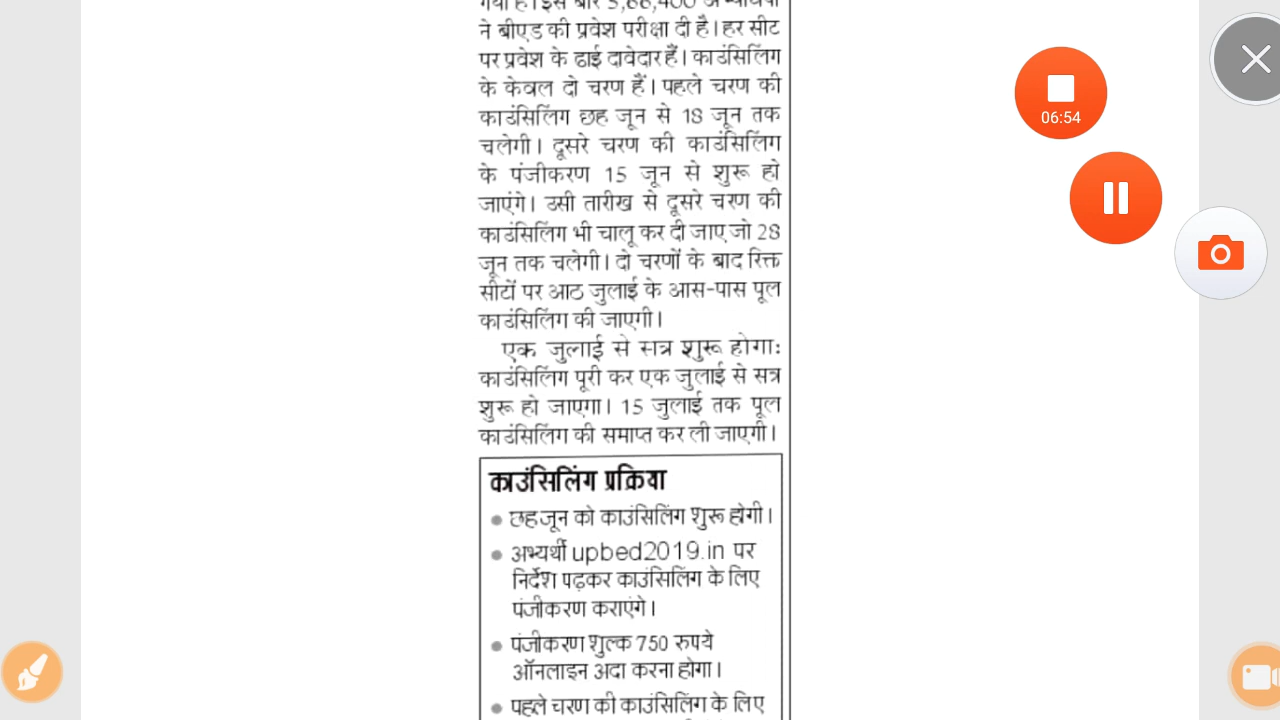 ने बीएड की प्रवेश परीक्षा दी है। हर सीट
पर प्रवेश के ढाई दावेदार हैं। काउंसिलिंग
के केवल दो चरण हैं। पहले चरण की
काउंसिलिंग छह जून से 18 जून तक
चलेगी। दूसरे चरण की काउंसिलिंग
के पंजीकरण 15 जून से शुरू हो
जाएंगे। उसी तारीख से दूसरे चरण की
काउंसिलिंग भी चालू कर दी जाए जो 28
जून तक चलेगी। दो चरणों के बाद रिक्त
सीटों पर आठ जुलाई के आस-पास पूल
काउंसिलिंग की जाएगी।
एक जुलाई से सत्र शुरू होगाः
काउंसिलिंग पूरी कर एक जुलाई से सत्र
शुरू हो जाएगा। 15 जुलाई तक पूल
काउंसिलिंग की समाप्त कर ली जाएगी।
काउंसिलिंग प्रक्रिया
● छह जून को काउंसिलिंग शुरू होगी।
● अभ्यर्थी upbed2019.in पर
निर्देश पढ़कर काउंसिलिंग के लिए
पंजीकरण कराएंगे।
● पंजीकरण शुल्क 750 रुपये
ऑनलाइन अदा करना होगा।
● पहले चरण की काउंसिलिंग के लिए
06:54